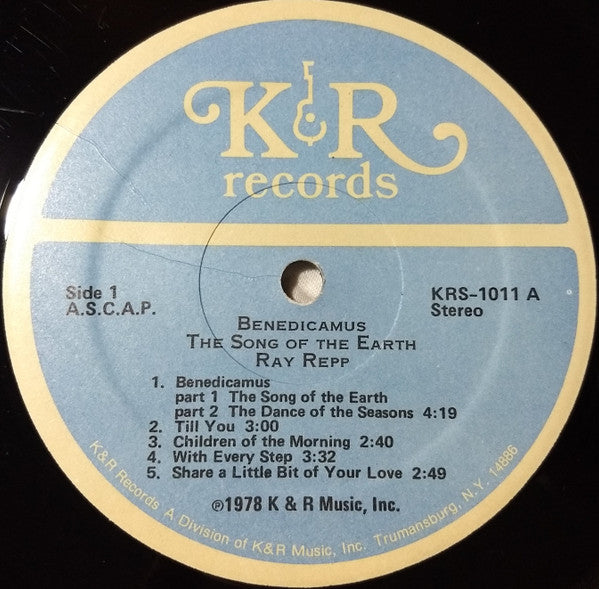 K&R
records
Side 1
A.S.C.A.P.
KRS-1011 A
Stereo
BENEDICAMUS
THE SONG OF THE EARTH
RAY REPP
1. Benedicamus
part 1 The Song of the Earth
part 2 The Dance of the Seasons 4:19
2. Till You 3:00
3. Children of the Morning 2:40
4. With Every Step 3:32
5. Share a Little Bit of Your Love 2:49
℗1978 K & R Music, Inc.
K&R Records A Division of K&R Music, Inc. Trumansburg, N.Y. 14886